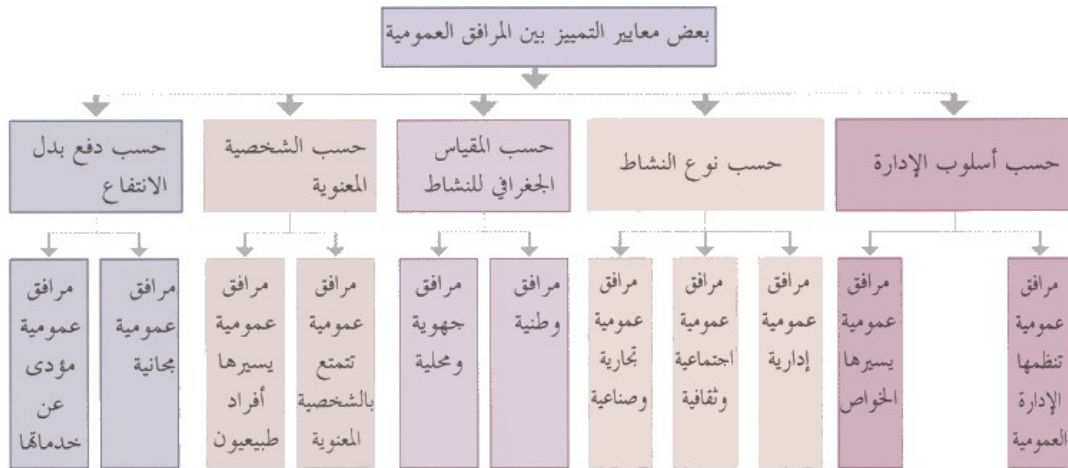 بعض معايير التمييز بين المرافق العمومية
حسب أسلوب الإدارة
حسب نوع النشاط
حسب المقياس
الجغرافي للنشاط
حسب الشخصية
المعنوية
حسب دفع بدل
الانتفاع
مرافق
عمومية
تنظمها
الإدارة
العمومية
مرافق
عمومية
يسيرها
الخواص
مرافق
عمومية
إدارية
مرافق
عمومية
اجتماعية
وثقافية
مرافق
عمومية
تجارية
وصناعية
مرافق
وطنية
مرافق
جهوية
ومحلية
مرافق
عمومية
تتمتع
بالشخصية
المعنوية
مرافق
عمومية
يسيرها
أفراد
طبيعيون
مرافق
عمومية
مجانية
مرافق
عمومية
مؤدى
عن
خدماتها